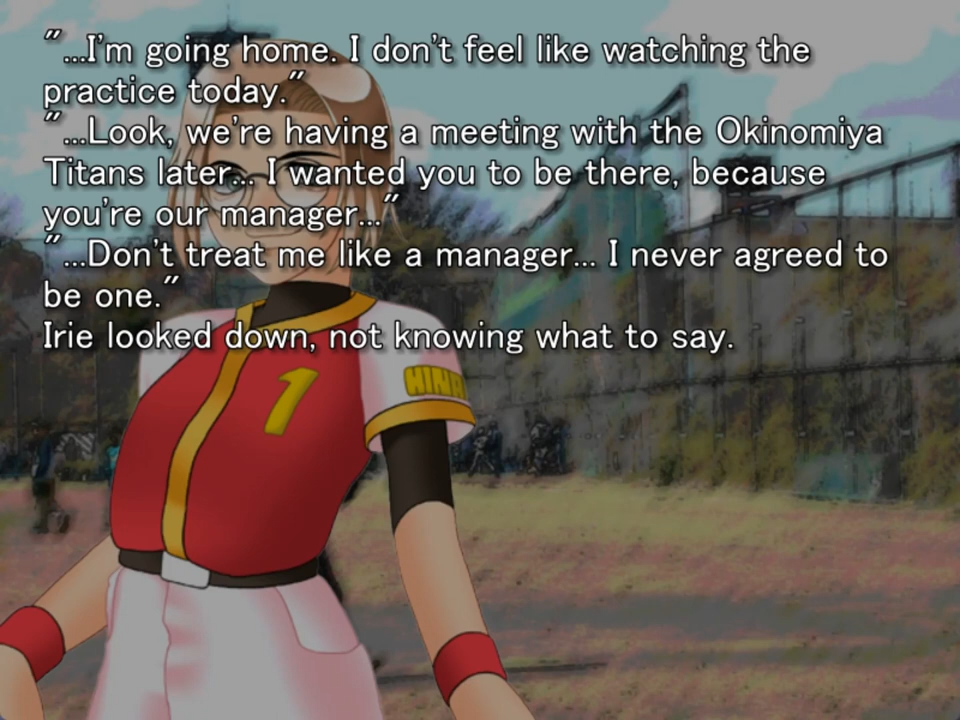 "...I'm going home. I don't feel like watching the
practice today."
"...Look, we're having a meeting with the Okinomiya
Titans later... I wanted you to be there, because
you're our manager..."
"...Don't treat me like a manager... I never agreed to
be one."
Irie looked down, not knowing what to say.
1
HINA